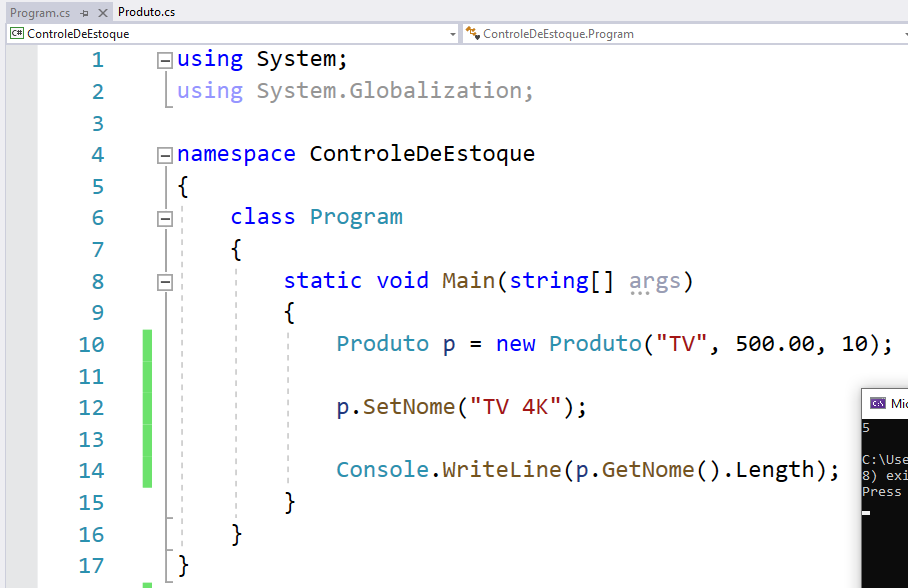 Program.cs Produto.cs
C# ControleDeEstoque ControleDeEstoque.Program
1 using System;
2 using System.Globalization;
3
4 namespace ControleDeEstoque
5 {
6 class Program
7 {
8 static void Main(string[] args)
9 {
10 Produto p = new Produto("TV", 500.00, 10);
11
12 p.SetNome("TV 4K");
13
14 Console.WriteLine(p.GetNome().Length);
15 }
16 }
17 }
C:\ Mic
5
C:\Use
8) exi
Press